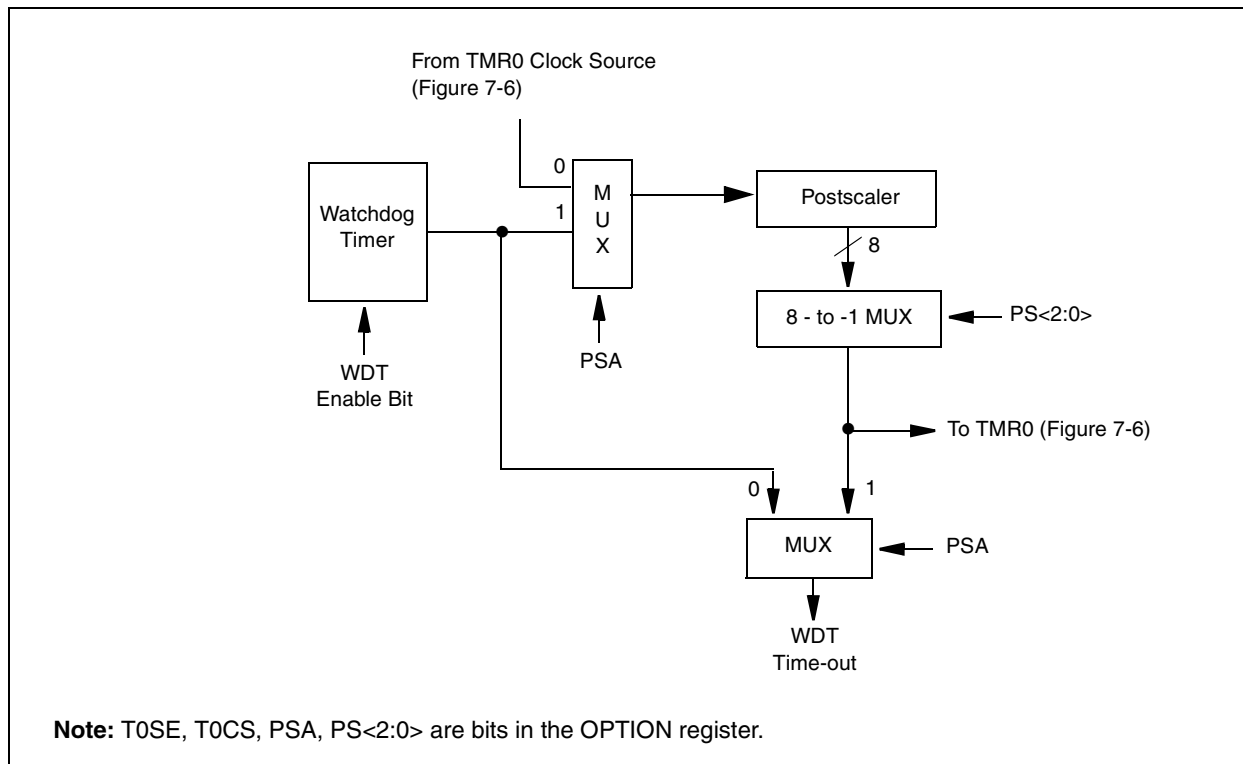 From TMR0 Clock Source
(Figure 7-6)
0
1
M
U
X
Watchdog
Timer
Postscaler
8
8 - to -1 MUX
PS<2:0>
PSA
WDT
Enable Bit
To TMR0 (Figure 7-6)
0
1
MUX
PSA
WDT
Time-out
Note: T0SE, T0CS, PSA, PS<2:0> are bits in the OPTION register.